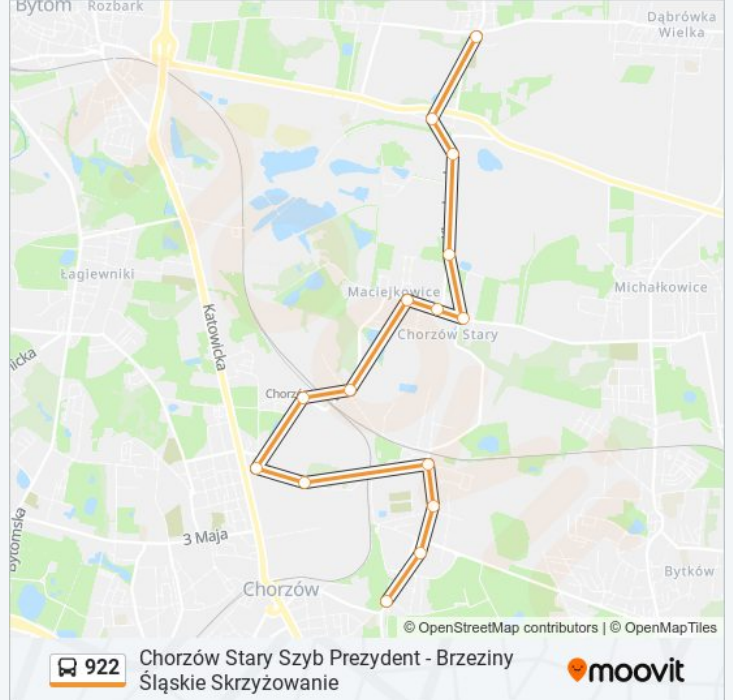 Bytom
Rozbark
Dąbrówka
Wielka
Łagiewniki
Maciejkowice
Michałkowice
Katowicka
Chorzów Stary
3 Maja
Bytomska
Bytków
Chorzów
© OpenStreetMap contributors | © OpenMapTiles
922
Chorzów Stary Szyb Prezydent - Brzeziny
Śląskie Skrzyżowanie
moovit